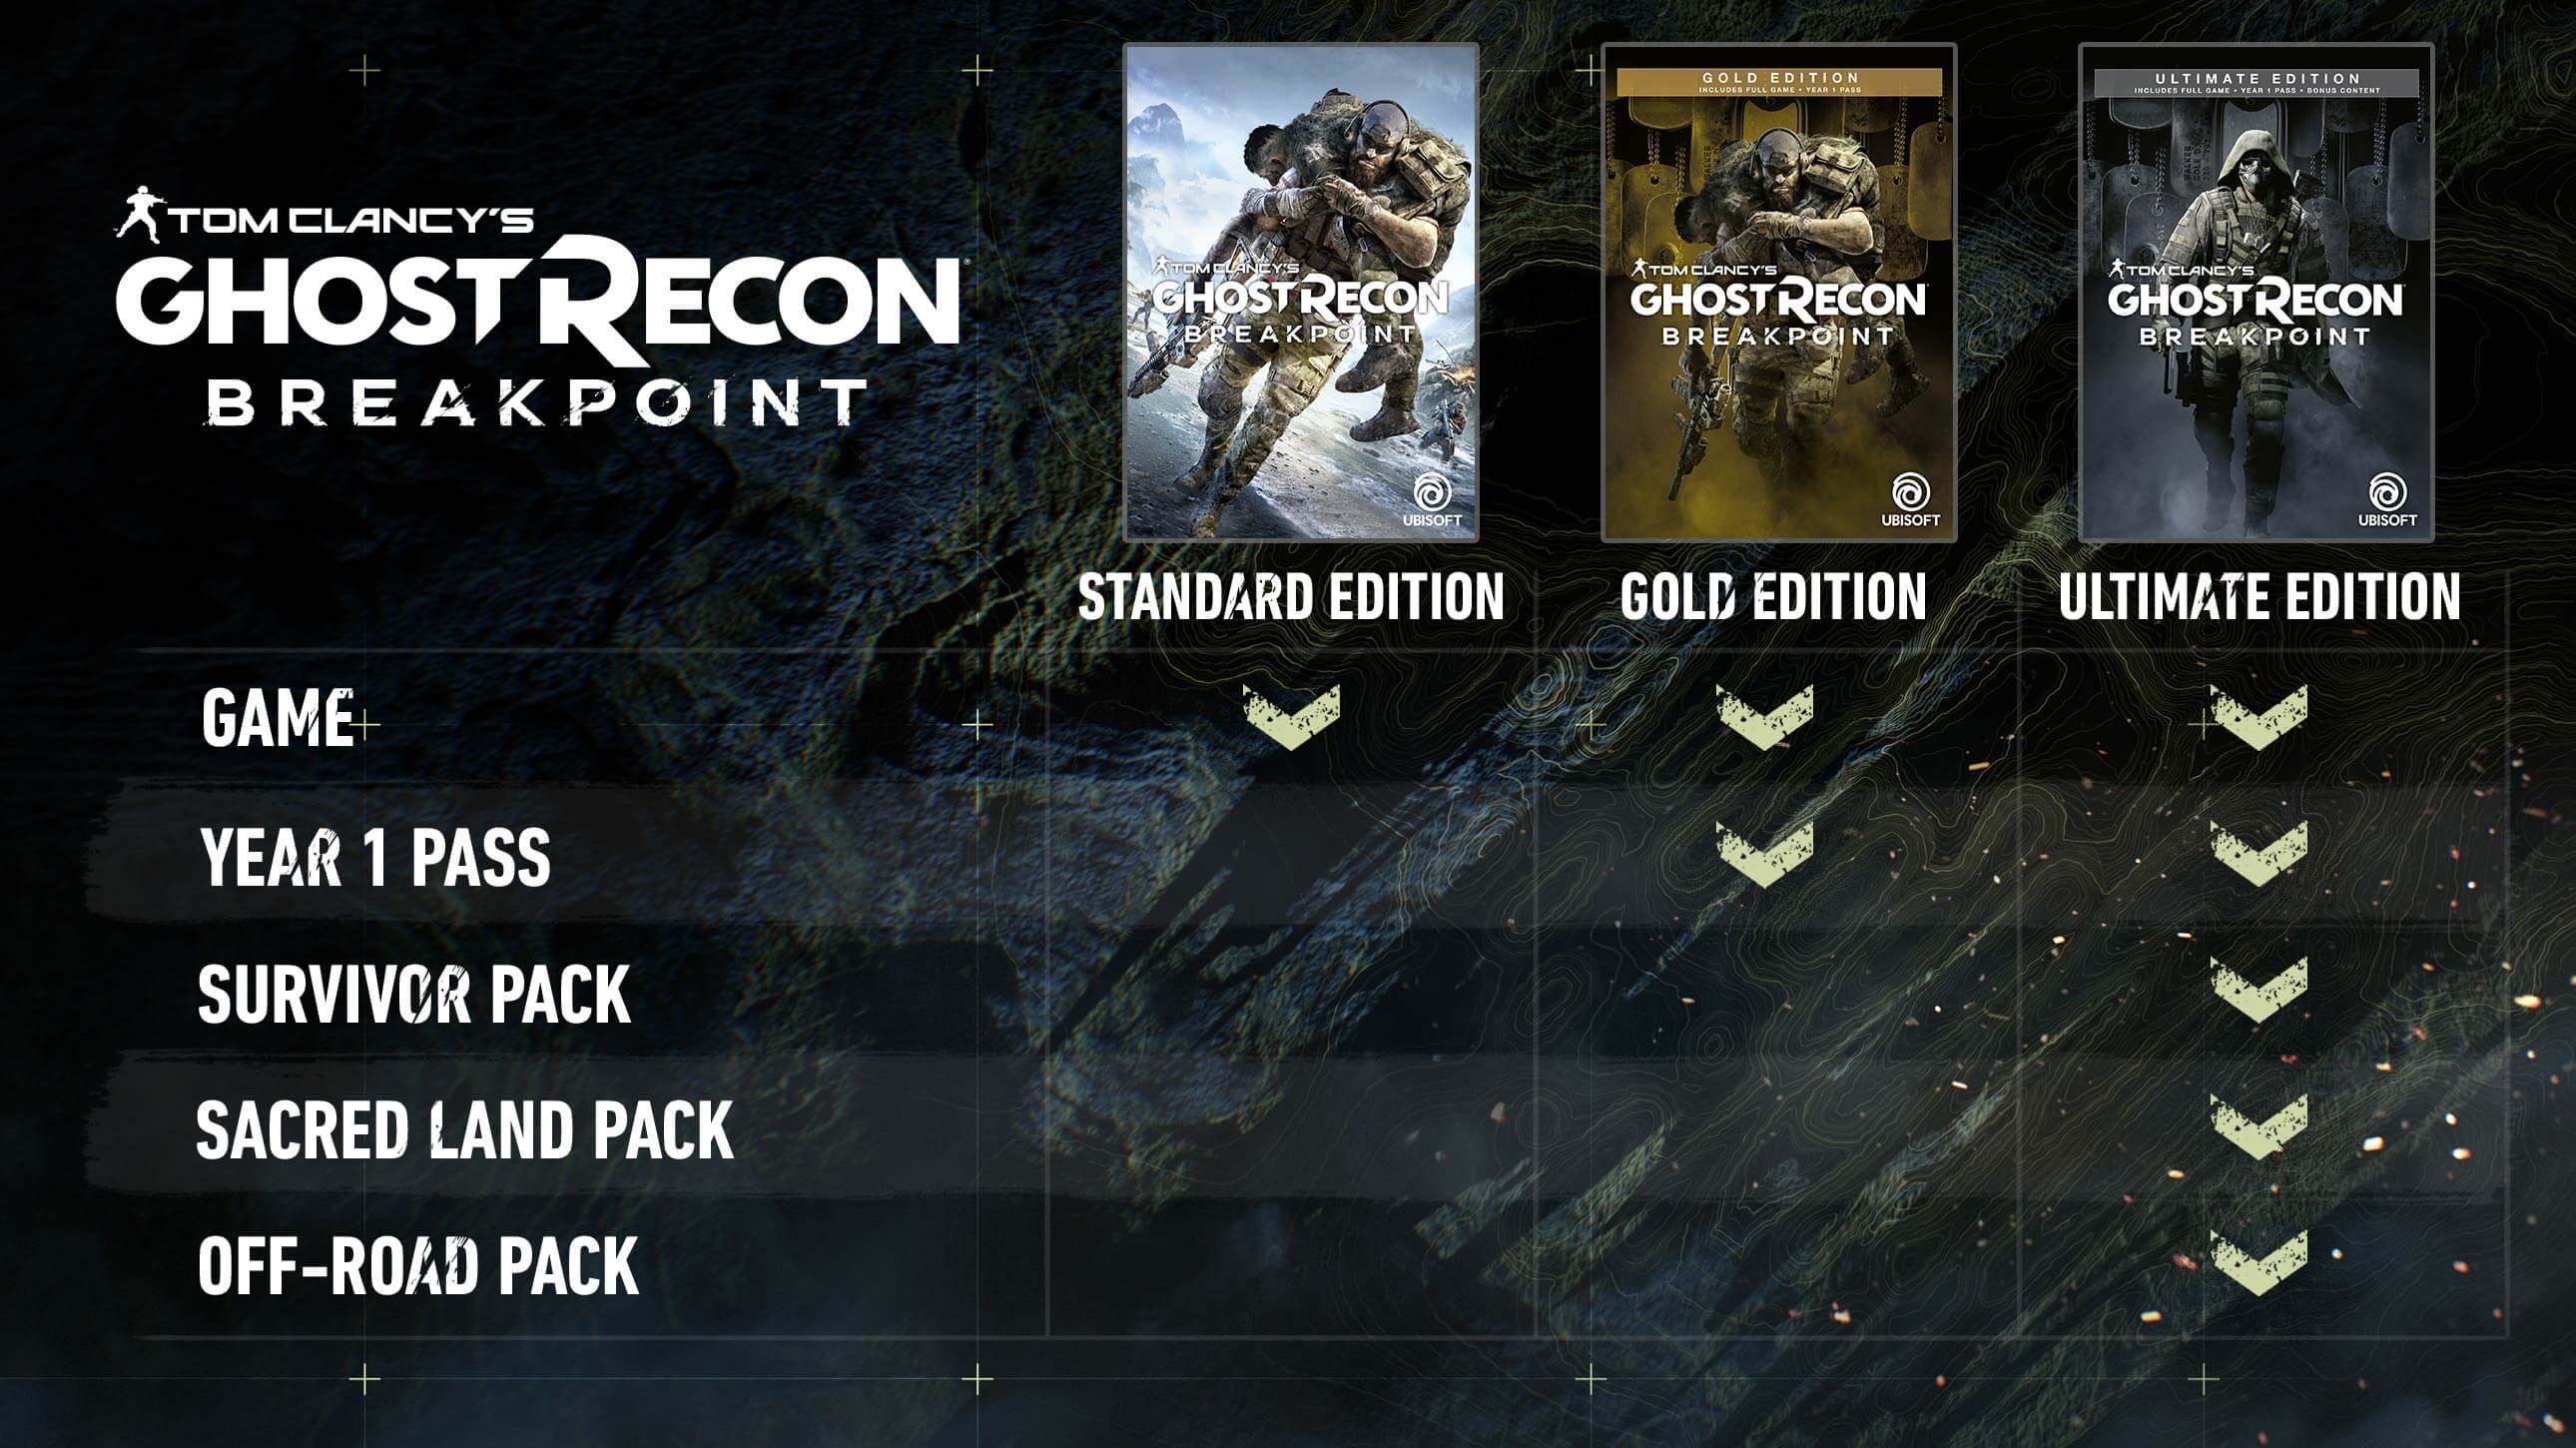 TOM CLANCY'S
GHOST RECON
BREAKPOINT
TOM CLANCY'S
GHOST RECON
BREAKPOINT
UBISOFT
GOLD EDITION
INCLUDES FULL GAME • YEAR 1 PASS
TOM CLANCY'S
GHOST RECON
BREAKPOINT
UBISOFT
ULTIMATE EDITION
INCLUDES FULL GAME • YEAR 1 PASS • BONUS CONTENT
TOM CLANCY'S
GHOST RECON
BREAKPOINT
UBISOFT
STANDARD EDITION GOLD EDITION ULTIMATE EDITION
GAME
YEAR 1 PASS
SURVIVOR PACK
SACRED LAND PACK
OFF-ROAD PACK